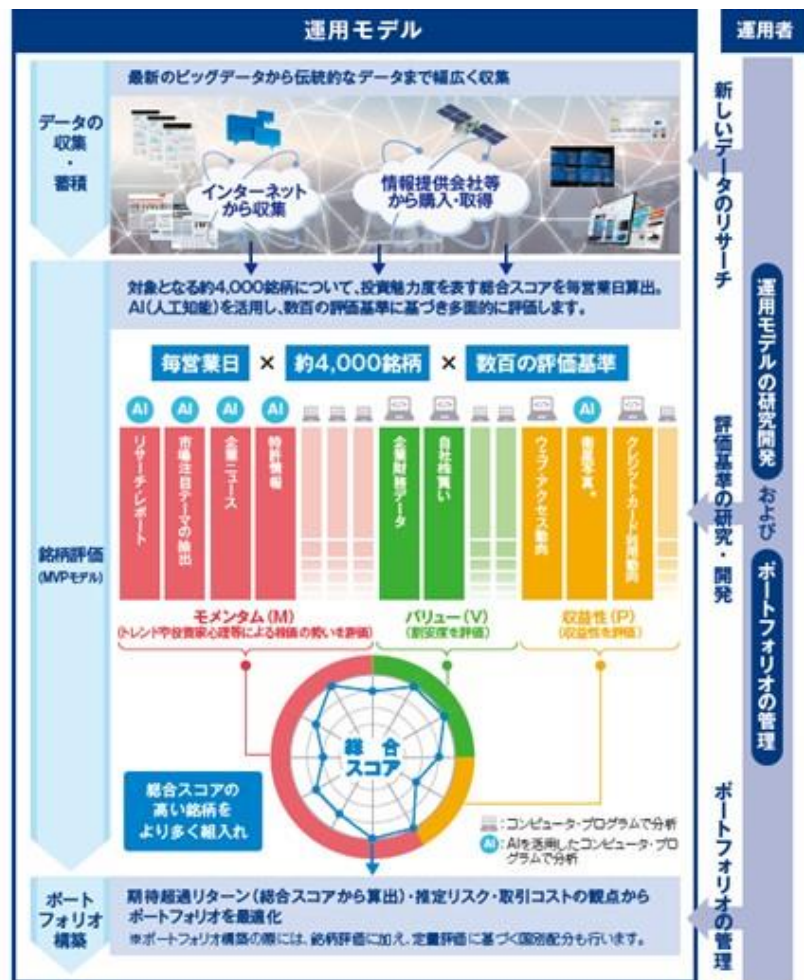 運用モデル
運用者
データの
収集
・
蓄積
最新のビッグデータから伝統的なデータまで幅広く収集
インターネット
から収集
情報提供会社等
から購入・取得
新しいデータのリサーチ
対象となる約4,000銘柄について、投資魅力度を表す総合スコアを毎営業日算出。
AI(人工知能)を活用し、数百の評価基準に基づき多面的に評価します。
毎営業日 × 約4,000銘柄 × 数百の評価基準
銘柄評価
(MVPモデル)
AI
リサーチ・レポート
AI
市場注目テーマの抽出
AI
企業ニュース
AI
特許情報
企業財務データ
自社株買い
ウェブ・アクセス動向
AI
衛星写真。
クレジット・カード利用動向
モメンタム(M)
(トレンドや投資家心理等による株価の勢いを評価)
バリュー(V)
(割安度を評価)
収益性(P)
(収益性を評価)
評価基準の研究・開発
運用モデルの研究開発
および
ポートフォリオの管理
総合
スコア
総合スコアの
高い銘柄を
より多く組入れ
:コンピュータ・プログラムで分析
AI:AIを活用したコンピュータ・プロ
グラムで分析
ポート
フォリオ
構築
期待超過リターン(総合スコアから算出)・推定リスク・取引コストの観点から
ポートフォリオを最適化
※ポートフォリオ構築の際には、銘柄評価に加え、定量評価に基づく国別配分も行います。
ポートフォリオの管理